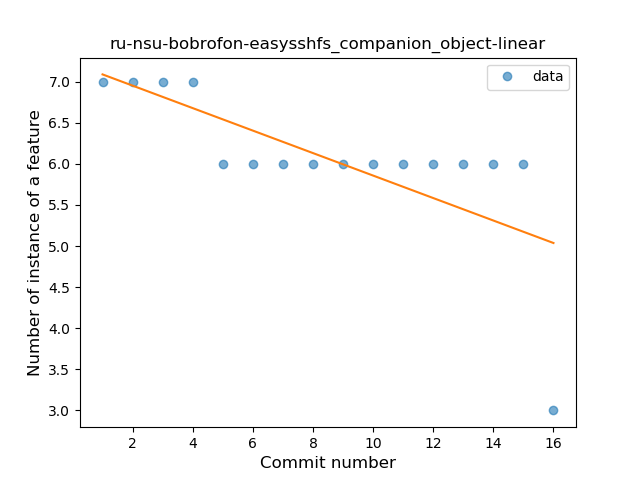 ru-nsu-bobrofon-easysshfs_companion_object-linear
data
Number of instance of a feature
7.0
6.5
6.0
5.5
5.0
4.5
4.0
3.5
3.0
2 4 6 8 10 12 14 16
Commit number